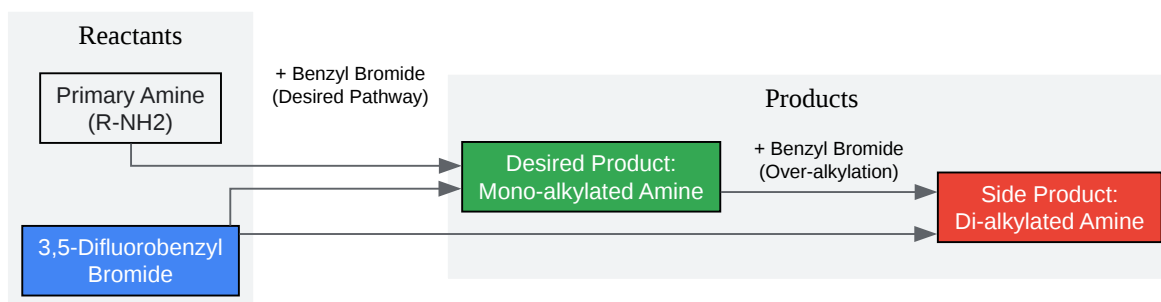 Reactants
Primary Amine
(R-NH2)
3,5-Difluorobenzyl
Bromide
+ Benzyl Bromide
(Desired Pathway)
Products
Desired Product:
Mono-alkylated Amine
+ Benzyl Bromide
(Over-alkylation)
Side Product:
Di-alkylated Amine